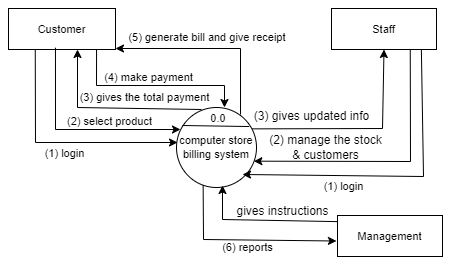 Customer
Staff
(5) generate bill and give receipt
(4) make payment
(3) gives the total payment
(2) select product
(1) login
0.0
computer store
billing system
(3) gives updated info
(2) manage the stock
& customers
(1) login
gives instructions
(6) reports
Management